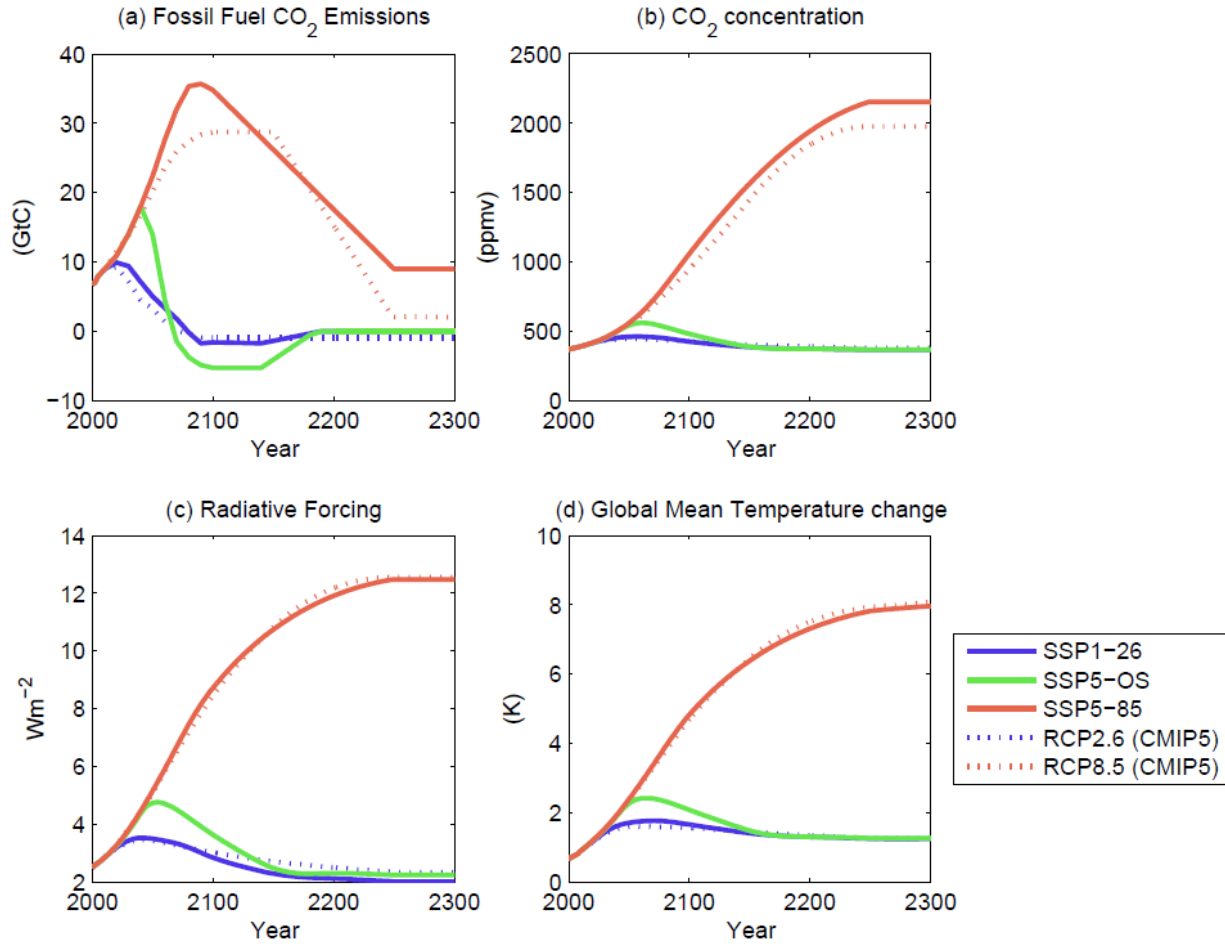 (a) Fossil Fuel CO2 Emissions
40
30
20
10
0
−10
(GtC)
2000 2100 2200 2300
Year
(b) CO2 concentration
2500
2000
1500
1000
500
0
(ppmv)
2000 2100 2200 2300
Year
(c) Radiative Forcing
14
12
10
8
6
4
2
Wm−2
2000 2100 2200 2300
Year
(d) Global Mean Temperature change
10
8
6
4
2
0
(K)
2000 2100 2200 2300
Year
SSP1−26
SSP5−OS
SSP5−85
RCP2.6 (CMIP5)
RCP8.5 (CMIP5)